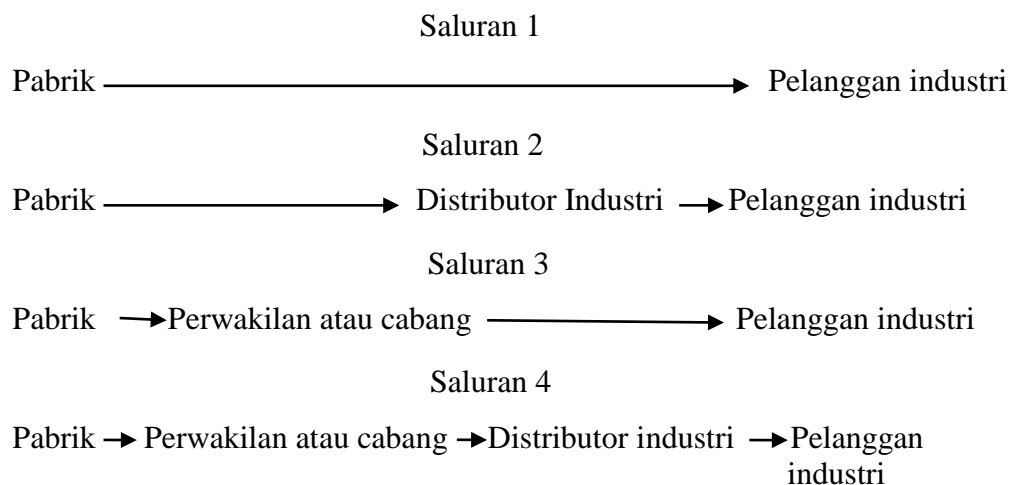 Saluran 1
Pabrik Pelanggan industri
Saluran 2
Pabrik Distributor Industri Pelanggan industri
Saluran 3
Pabrik Perwakilan atau cabang Pelanggan industri
Saluran 4
Pabrik Perwakilan atau cabang Distributor industri Pelanggan
industri